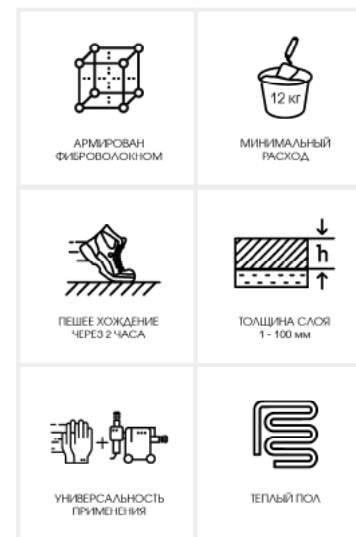 12 кг
АРМИРОВАН
ФИБРОВОЛОКНОМ
МИНИМАЛЬНЫЙ
РАСХОД
h
ПЕШЕЕ ХОЖДЕНИЕ
ЧЕРЕЗ 2 ЧАСА
ТОЛЩИНА СЛОЯ
1 - 100 мм
УНИВЕРСАЛЬНОСТЬ
ПРИМЕНЕНИЯ
ТЕПЛЫЙ ПОЛ